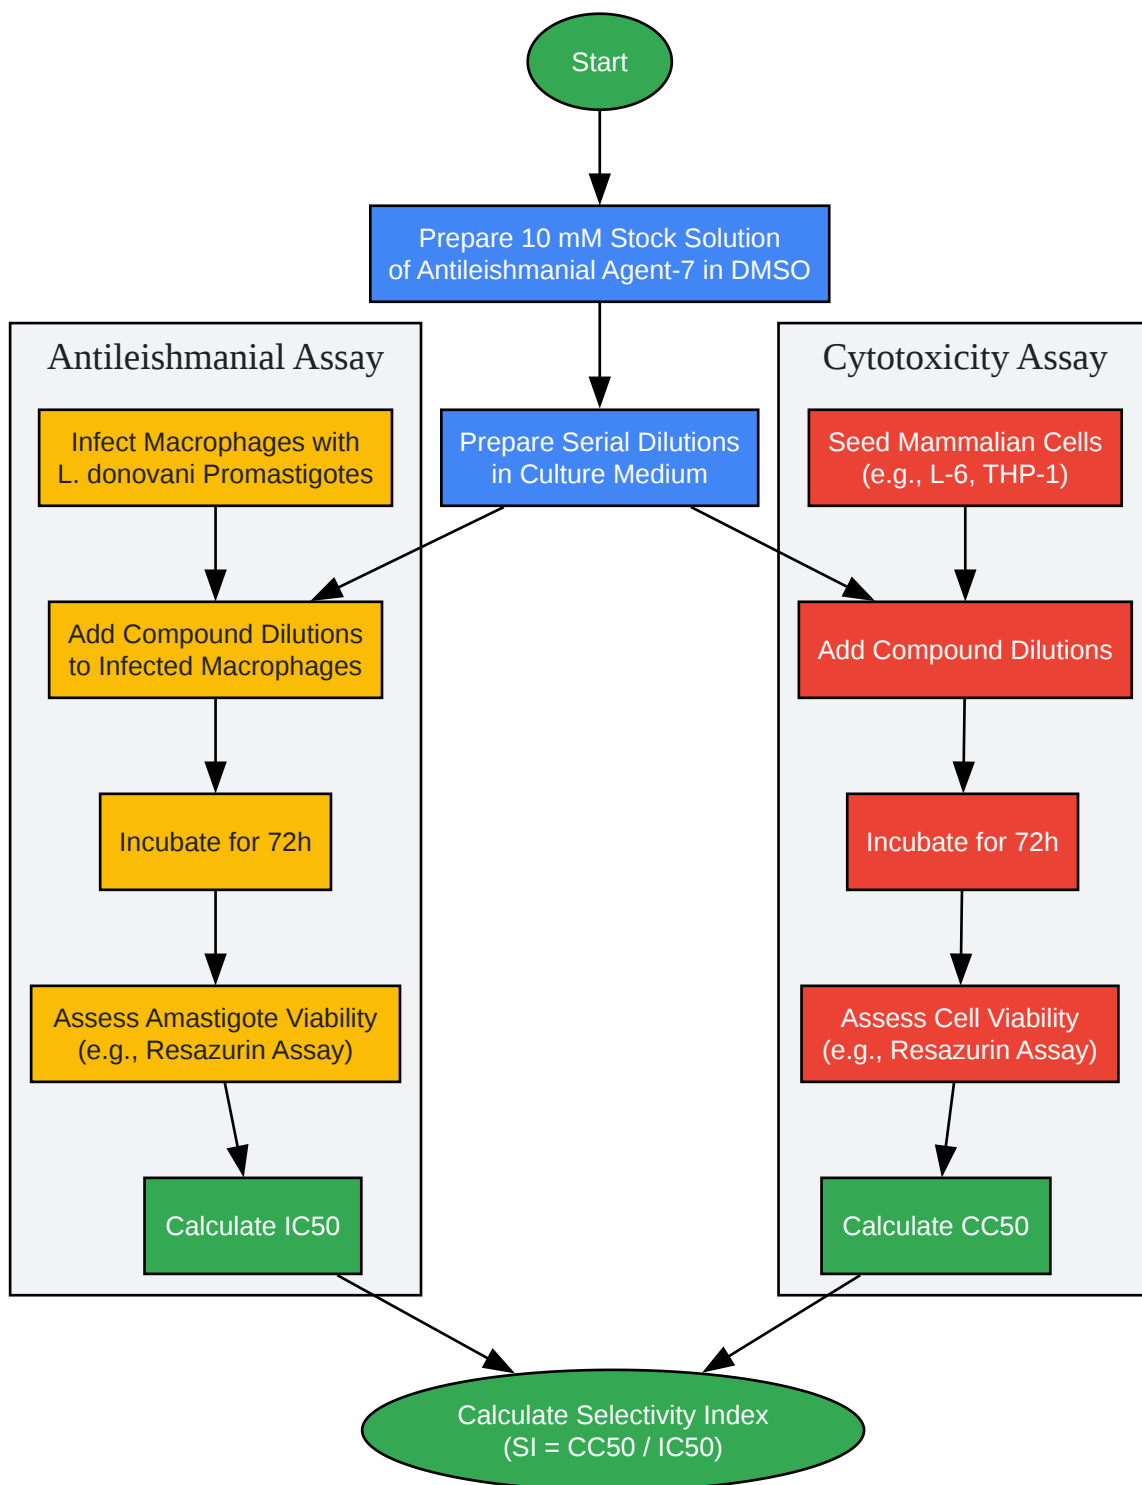 Start
Prepare 10 mM Stock Solution
of Antileishmanial Agent-7 in DMSO
Prepare Serial Dilutions
in Culture Medium
Antileishmanial Assay
Infect Macrophages with
L. donovani Promastigotes
Add Compound Dilutions
to Infected Macrophages
Incubate for 72h
Assess Amastigote Viability
(e.g., Resazurin Assay)
Calculate IC50
Cytotoxicity Assay
Seed Mammalian Cells
(e.g., L-6, THP-1)
Add Compound Dilutions
Incubate for 72h
Assess Cell Viability
(e.g., Resazurin Assay)
Calculate CC50
Calculate Selectivity Index
(SI = CC50 / IC50)